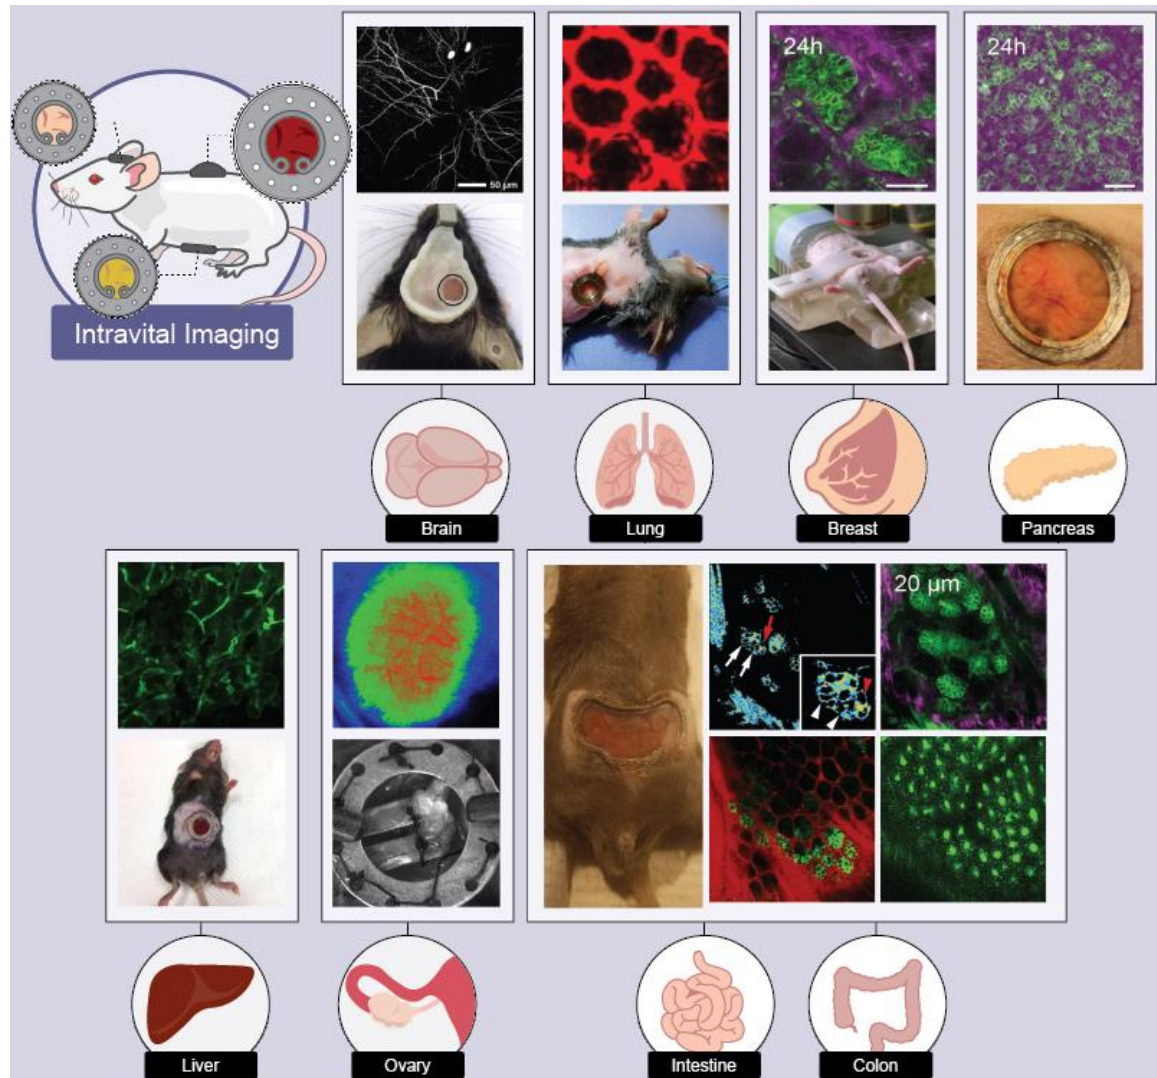 Intravital Imaging
50 µm
24h
24h
Brain
Lung
Breast
Pancreas
20 µm
Liver
Ovary
Intestine
Colon